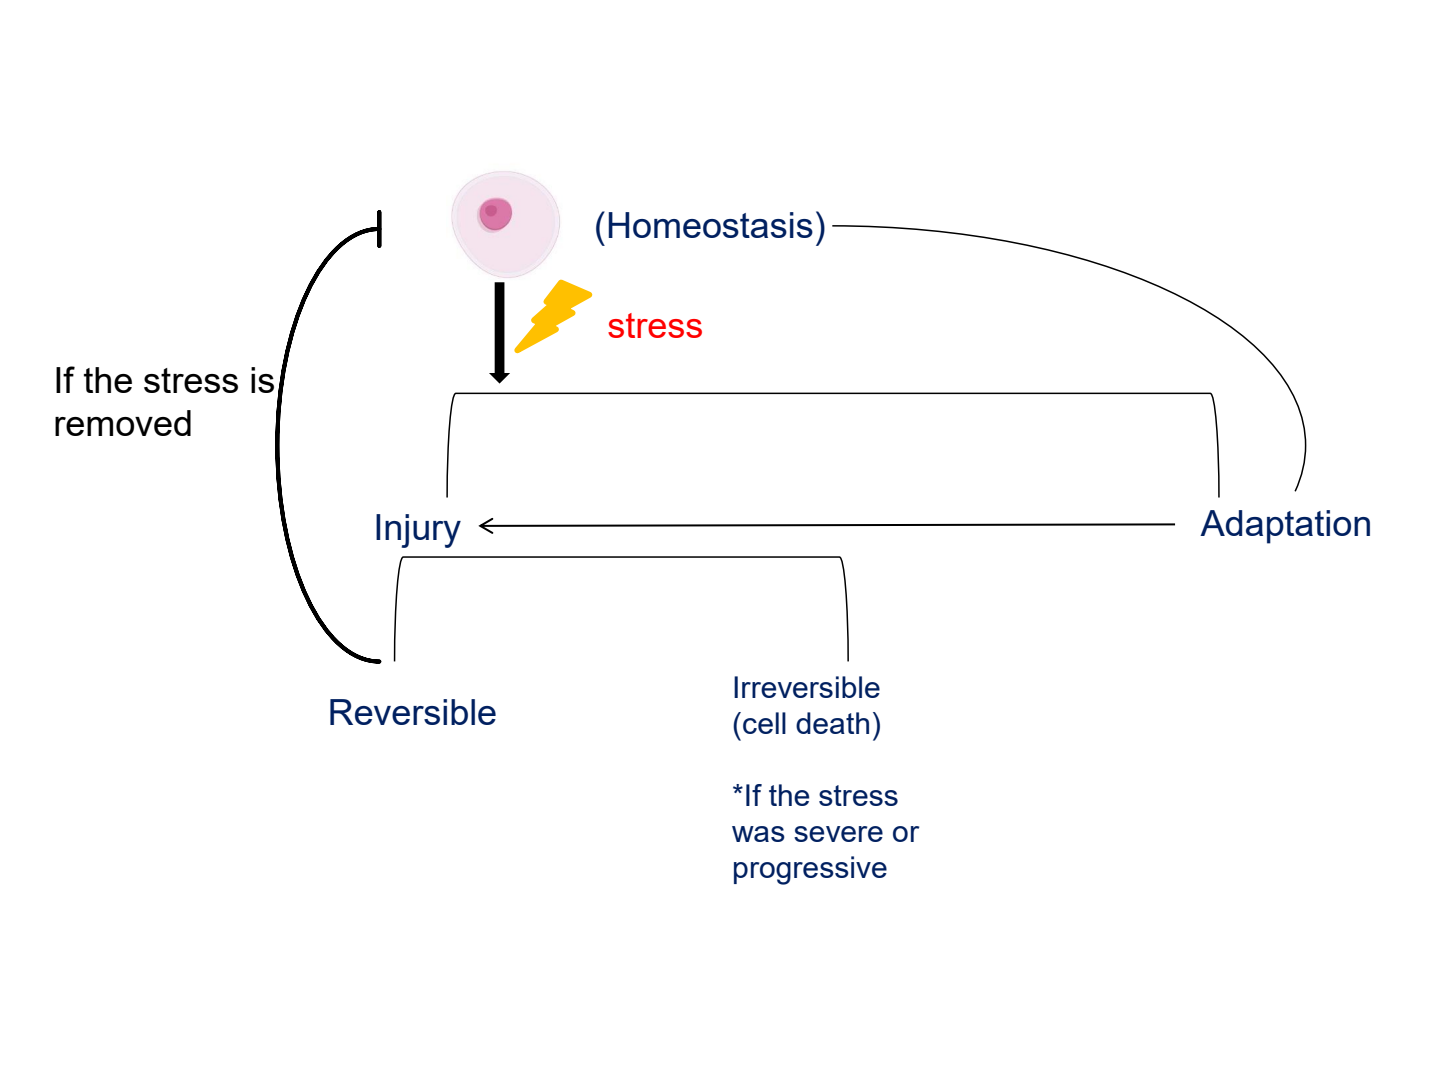 (Homeostasis)
stress
If the stress is
removed
Injury
Adaptation
Reversible
Irreversible
(cell death)
*If the stress
was severe or
progressive